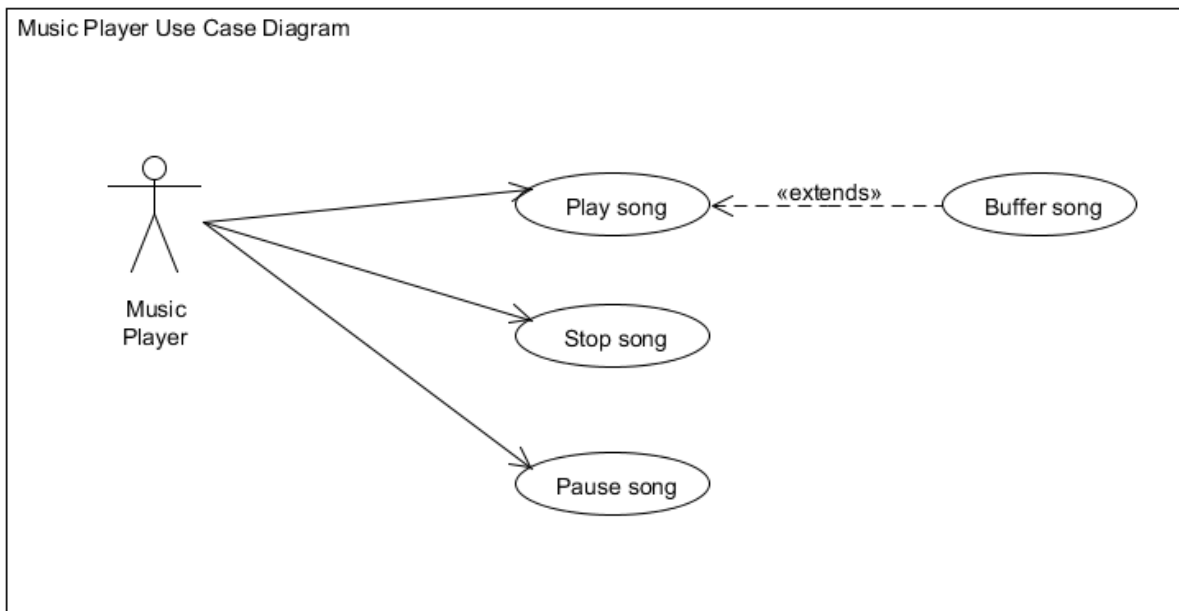 Music Player Use Case Diagram
Play song
«extends»
Buffer song
Music
Player
Stop song
Pause song